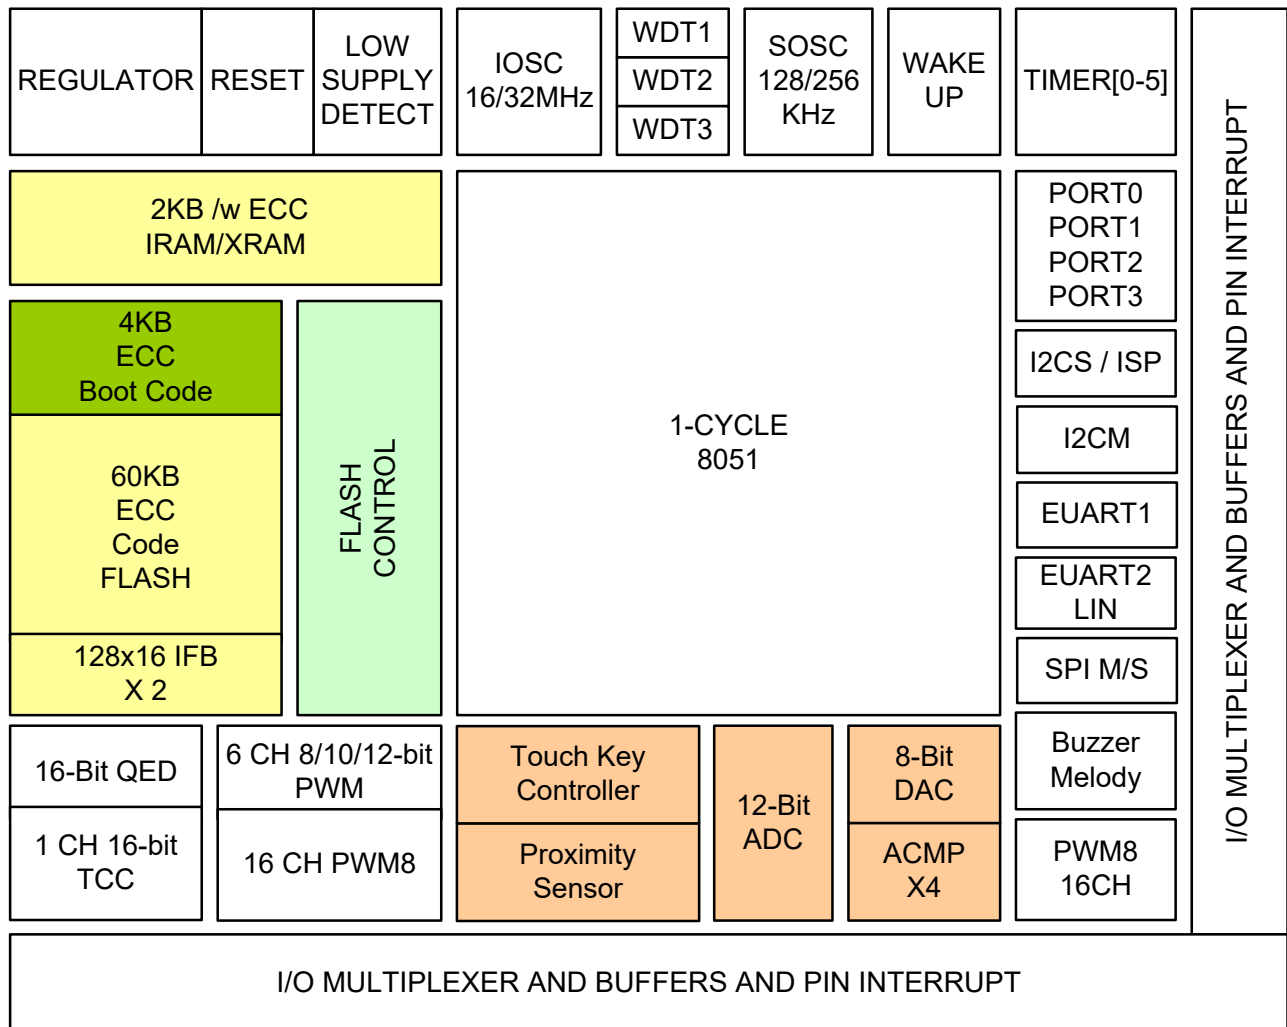 REGULATOR
RESET
LOW
SUPPLY
DETECT
IOSC
16/32MHz
WDT1
WDT2
WDT3
SOSC
128/256
KHz
WAKE
UP
TIMER[0-5]
I/O MULTIPLEXER AND BUFFERS AND PIN INTERRUPT
2KB /w ECC
IRAM/XRAM
4KB
ECC
Boot Code
60KB
ECC
Code
FLASH
128x16 IFB
X 2
FLASH
CONTROL
1-CYCLE
8051
PORT0
PORT1
PORT2
PORT3
I2CS / ISP
I2CM
EUART1
EUART2
LIN
SPI M/S
Buzzer
Melody
PWM8
16CH
16-Bit QED
1 CH 16-bit
TCC
6 CH 8/10/12-bit
PWM
16 CH PWM8
Touch Key
Controller
Proximity
Sensor
12-Bit
ADC
8-Bit
DAC
ACMP
X4
I/O MULTIPLEXER AND BUFFERS AND PIN INTERRUPT